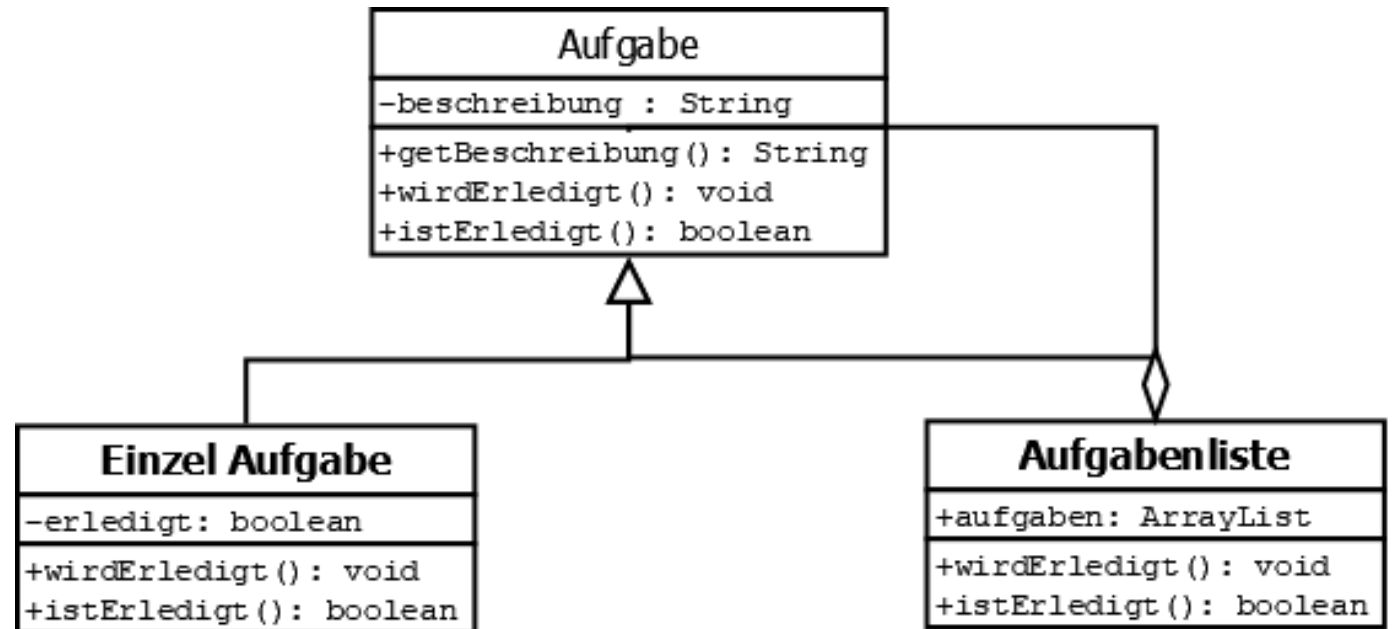 Aufgabe
-beschreibung : String
+getBeschreibung(): String
+wirdErledigt(): void
+istErledigt(): boolean
Einzel Aufgabe
-erledigt: boolean
+wirdErledigt(): void
+istErledigt(): boolean
Aufgabenliste
+aufgaben: ArrayList
+wirdErledigt(): void
+istErledigt(): boolean